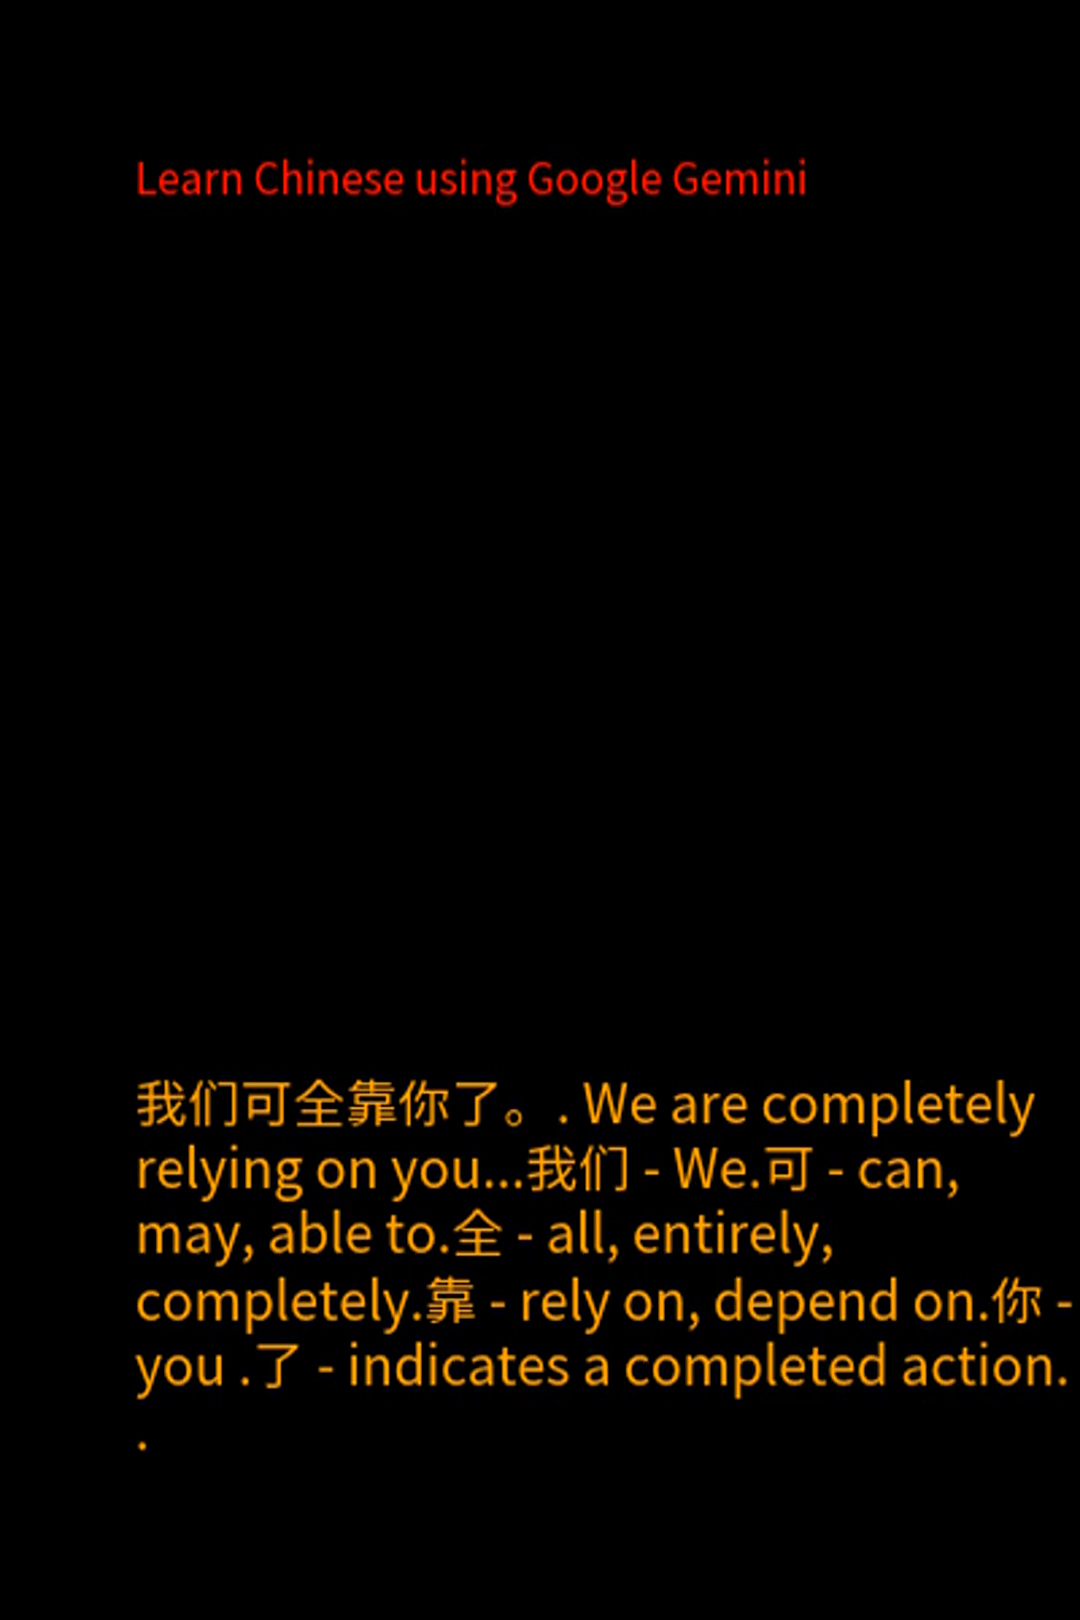 Learn Chinese using Google Gemini
我们可全靠你了。. We are completely
relying on you...我们 - We.可 - can,
may, able to.全 - all, entirely,
completely.靠 - rely on, depend on.你 -
you .了 - indicates a completed action.
.